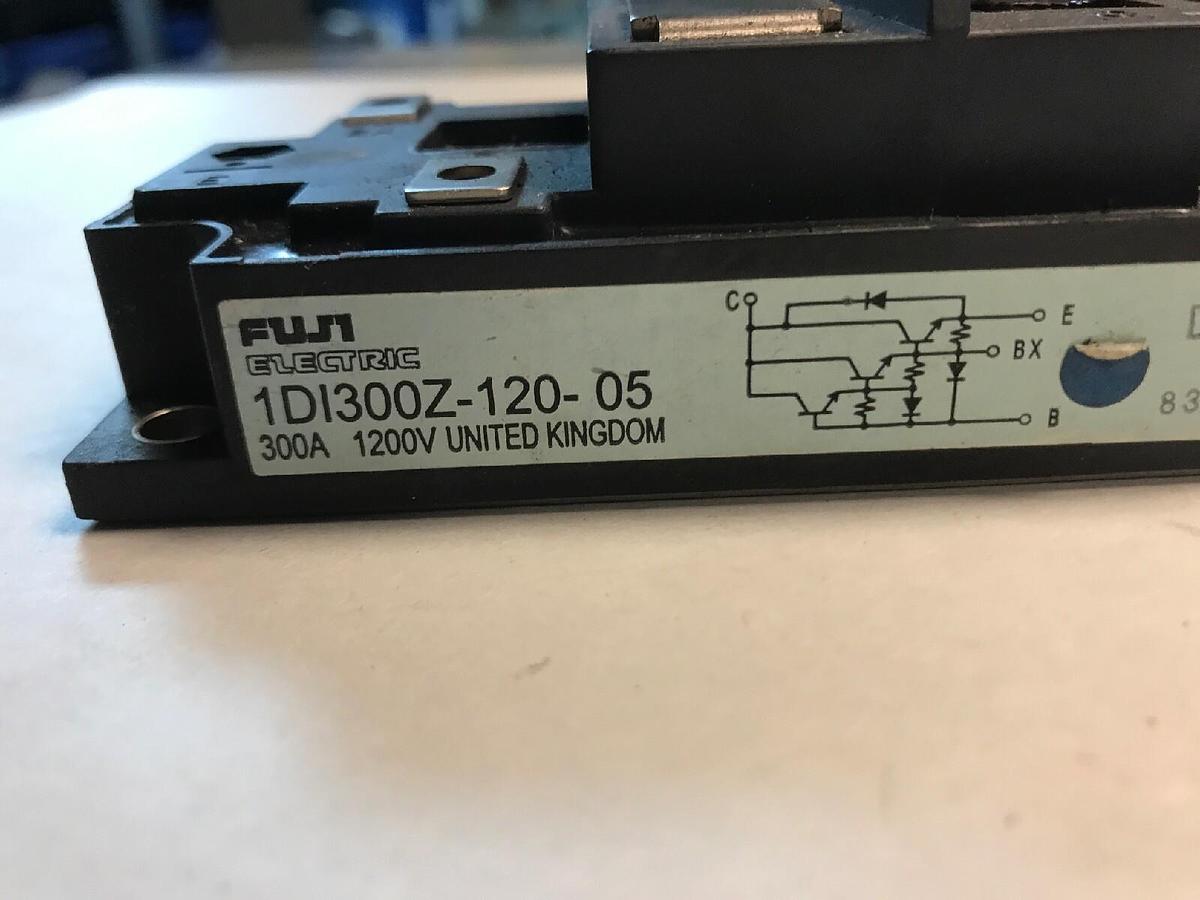 FUJI
ELECTRIC
1DI300Z-120- 05
300A 1200V UNITED KINGDOM
C
E
BX
B
83
E